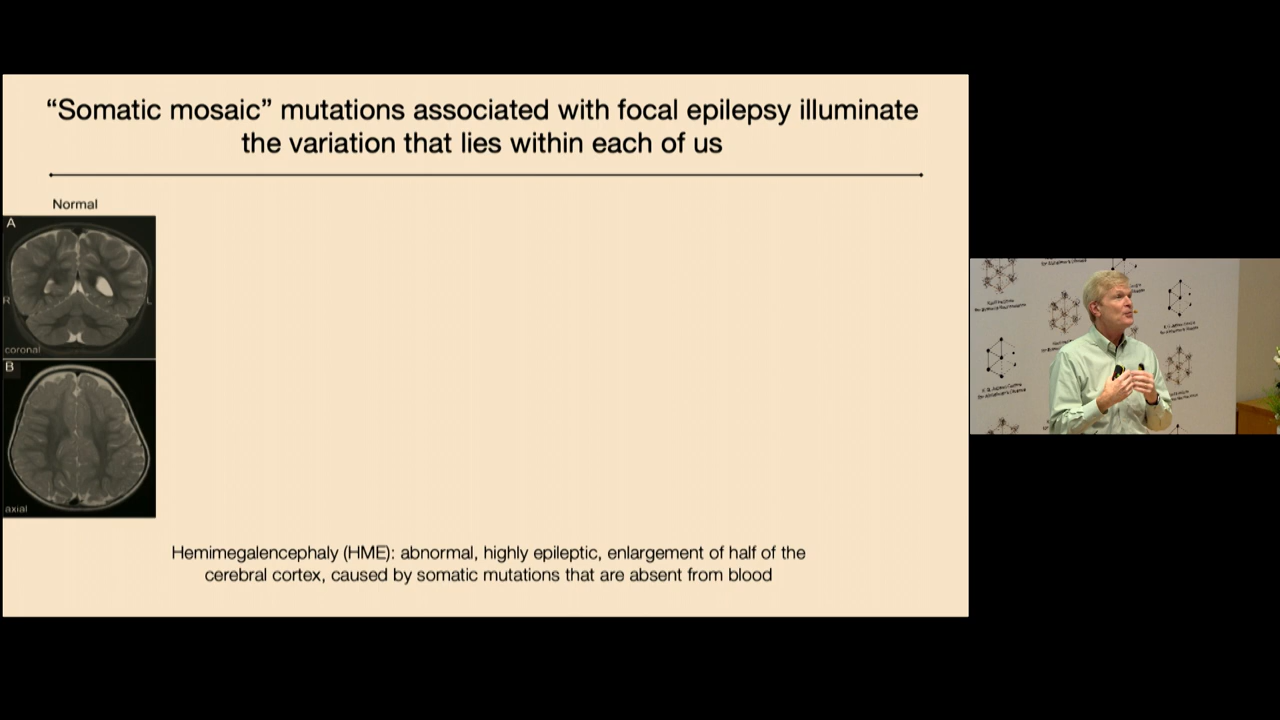 “Somatic mosaic” mutations associated with focal epilepsy illuminate
the variation that lies within each of us
Normal
A
R
L
coronal
B
axial
Hemimegalencephaly (HME): abnormal, highly epileptic, enlargement of half of the
cerebral cortex, caused by somatic mutations that are absent from blood